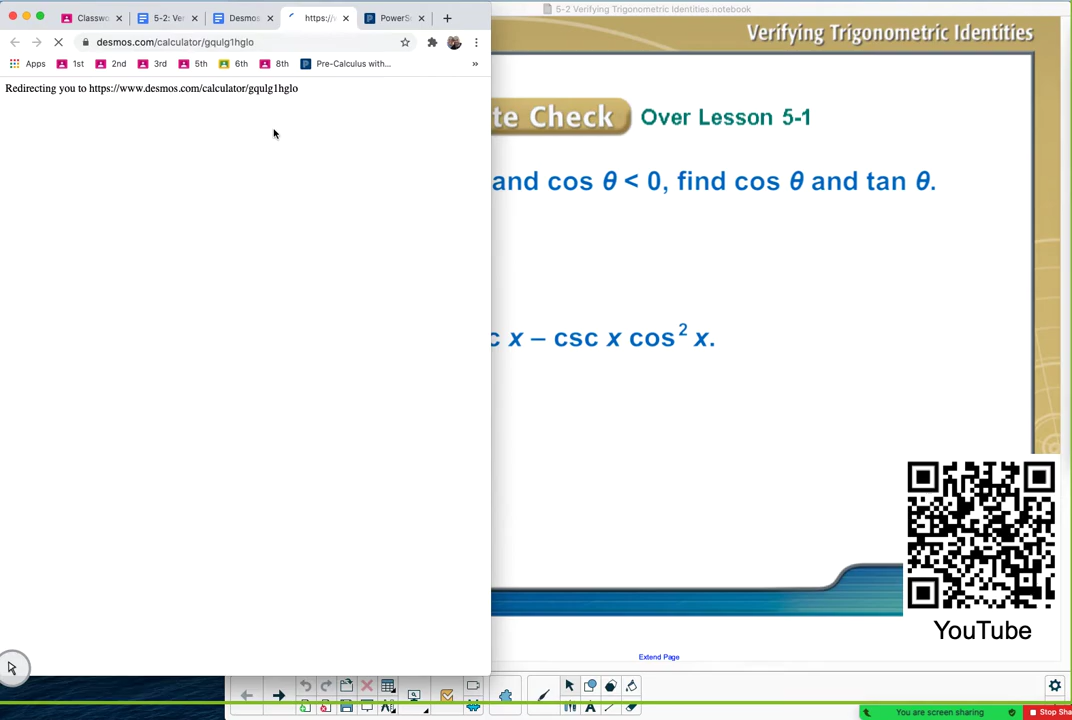 Classwo
5-2: Ver
Desmos
https:/
PowerSc
desmos.com/calculator/gqulg1hglo
Apps 1st 2nd 3rd 5th 6th 8th Pre-Calculus with... »
Redirecting you to https://www.desmos.com/calculator/gqulg1hglo
5-2 Verifying Trigonometric Identities.notebook
Verifying Trigonometric Identities
te Check Over Lesson 5-1
and cos θ < 0, find cos θ and tan θ.
c x – csc x cos² x.
YouTube
Extend Page
You are screen sharing
Stop Sha